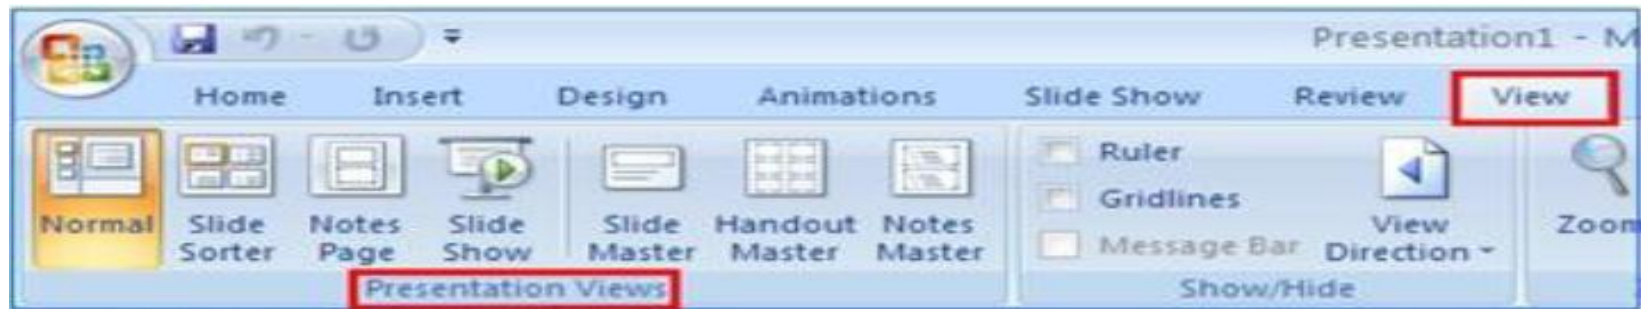 Presentation1 - M
Home Insert Design Animations Slide Show Review View
Normal
Slide Sorter
Notes Page
Slide Show
Slide Master
Handout Master
Notes Master
Ruler
Gridlines
Message Bar
View Direction
Zoom
Presentation Views
Show/Hide